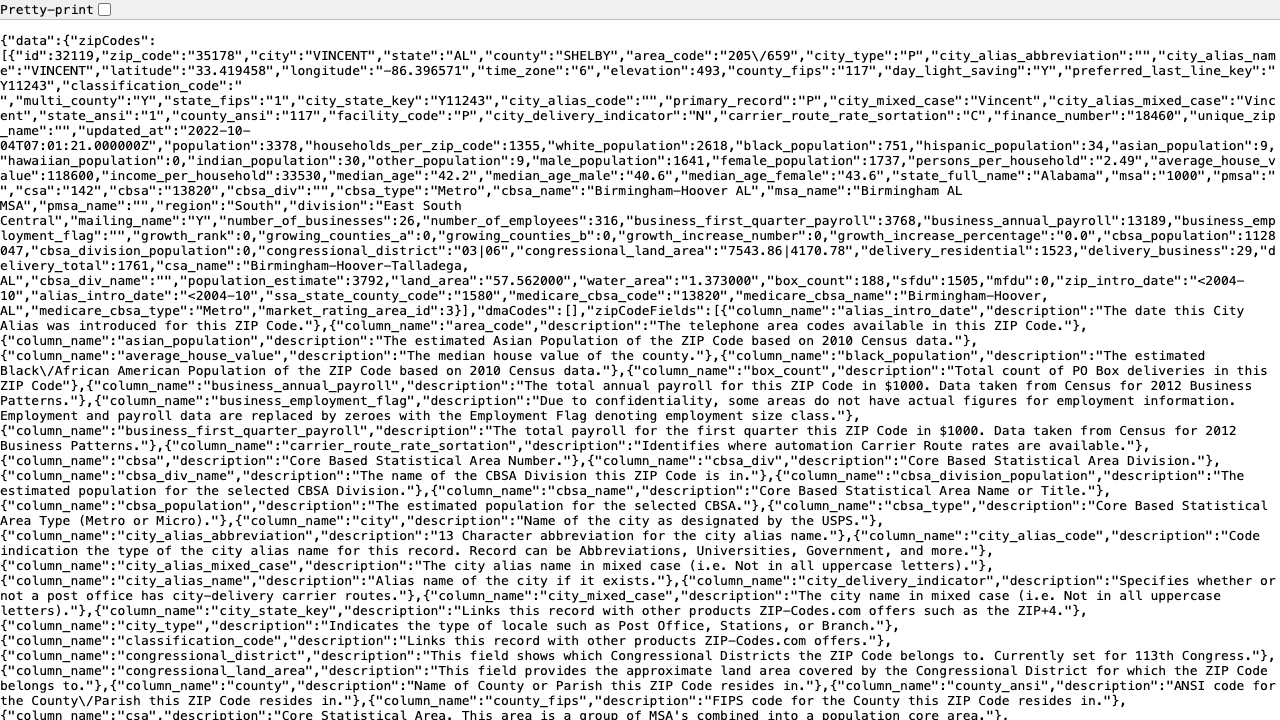 Pretty-print
{"data":{"zipCodes":
[{"id":32119,"zip_code":"35178","city":"VINCENT","state":"AL","county":"SHELBY","area_code":"205\/659","city_type":"P","city_alias_abbreviation":"","city_alias_nam
e":"VINCENT","latitude":"33.419458","longitude":"-86.396571","time_zone":"6","elevation":493,"county_fips":"117","day_light_saving":"Y","preferred_last_line_key":"
Y11243","classification_code":"
","multi_county":"Y","state_fips":"1","city_state_key":"Y11243","city_alias_code":"","primary_record":"P","city_mixed_case":"Vincent","city_alias_mixed_case":"Vinc
ent","state_ansi":"1","county_ansi":"117","facility_code":"P","city_delivery_indicator":"N","carrier_route_rate_sortation":"C","finance_number":"18460","unique_zip
_name":"","updated_at":"2022-10-
04T07:01:21.000000Z","population":3378,"households_per_zip_code":1355,"white_population":2618,"black_population":751,"hispanic_population":34,"asian_population":9,
"hawaiian_population":0,"indian_population":30,"other_population":9,"male_population":1641,"female_population":1737,"persons_per_household":"2.49","average_house_v
alue":118600,"income_per_household":33530,"median_age":"42.2","median_age_male":"40.6","median_age_female":"43.6","state_full_name":"Alabama","msa":"1000","pmsa":"
","csa":"142","cbsa":"13820","cbsa_div":"","cbsa_type":"Metro","cbsa_name":"Birmingham-Hoover AL","msa_name":"Birmingham AL
MSA","pmsa_name":"","region":"South","division":"East South
Central","mailing_name":"Y","number_of_businesses":26,"number_of_employees":316,"business_first_quarter_payroll":3768,"business_annual_payroll":13189,"business_emp
loyment_flag":"","growth_rank":0,"growing_counties_a":0,"growing_counties_b":0,"growth_increase_number":0,"growth_increase_percentage":"0.0","cbsa_population":1128
047,"cbsa_division_population":0,"congressional_district":"03|06","congressional_land_area":"7543.86|4170.78","delivery_residential":1523,"delivery_business":29,"d
elivery_total":1761,"csa_name":"Birmingham-Hoover-Talladega,
AL","cbsa_div_name":"","population_estimate":3792,"land_area":"57.562000","water_area":"1.373000","box_count":188,"sfdu":1505,"mfdu":0,"zip_intro_date":"<2004-
10","alias_intro_date":"<2004-10","ssa_state_county_code":"1580","medicare_cbsa_code":"13820","medicare_cbsa_name":"Birmingham-Hoover,
AL","medicare_cbsa_type":"Metro","market_rating_area_id":3}],"dmaCodes":[],"zipCodeFields":[{"column_name":"alias_intro_date","description":"The date this City
Alias was introduced for this ZIP Code."},{"column_name":"area_code","description":"The telephone area codes available in this ZIP Code."},
{"column_name":"asian_population","description":"The estimated Asian Population of the ZIP Code based on 2010 Census data."},
{"column_name":"average_house_value","description":"The median house value of the county."},{"column_name":"black_population","description":"The estimated
Black\/African American Population of the ZIP Code based on 2010 Census data."},{"column_name":"box_count","description":"Total count of PO Box deliveries in this
ZIP Code"},{"column_name":"business_annual_payroll","description":"The total annual payroll for this ZIP Code in $1000. Data taken from Census for 2012 Business
Patterns."},{"column_name":"business_employment_flag","description":"Due to confidentiality, some areas do not have actual figures for employment information.
Employment and payroll data are replaced by zeroes with the Employment Flag denoting employment size class."},
{"column_name":"business_first_quarter_payroll","description":"The total payroll for the first quarter this ZIP Code in $1000. Data taken from Census for 2012
Business Patterns."},{"column_name":"carrier_route_rate_sortation","description":"Identifies where automation Carrier Route rates are available."},
{"column_name":"cbsa","description":"Core Based Statistical Area Number."},{"column_name":"cbsa_div","description":"Core Based Statistical Area Division."},
{"column_name":"cbsa_div_name","description":"The name of the CBSA Division this ZIP Code is in."},{"column_name":"cbsa_division_population","description":"The
estimated population for the selected CBSA Division."},{"column_name":"cbsa_name","description":"Core Based Statistical Area Name or Title."},
{"column_name":"cbsa_population","description":"The estimated population for the selected CBSA."},{"column_name":"cbsa_type","description":"Core Based Statistical
Area Type (Metro or Micro)."},{"column_name":"city","description":"Name of the city as designated by the USPS."},
{"column_name":"city_alias_abbreviation","description":"13 Character abbreviation for the city alias name."},{"column_name":"city_alias_code","description":"Code
indication the type of the city alias name for this record. Record can be Abbreviations, Universities, Government, and more."},
{"column_name":"city_alias_mixed_case","description":"The city alias name in mixed case (i.e. Not in all uppercase letters)."},
{"column_name":"city_alias_name","description":"Alias name of the city if it exists."},{"column_name":"city_delivery_indicator","description":"Specifies whether or
not a post office has city-delivery carrier routes."},{"column_name":"city_mixed_case","description":"The city name in mixed case (i.e. Not in all uppercase
letters)."},{"column_name":"city_state_key","description":"Links this record with other products ZIP-Codes.com offers such as the ZIP+4."},
{"column_name":"city_type","description":"Indicates the type of locale such as Post Office, Stations, or Branch."},
{"column_name":"classification_code","description":"Links this record with other products ZIP-Codes.com offers."},
{"column_name":"congressional_district","description":"This field shows which Congressional Districts the ZIP Code belongs to. Currently set for 113th Congress."},
{"column_name":"congressional_land_area","description":"This field provides the approximate land area covered by the Congressional District for which the ZIP Code
belongs to."},{"column_name":"county","description":"Name of County or Parish this ZIP Code resides in."},{"column_name":"county_ansi","description":"ANSI code for
the County\/Parish this ZIP Code resides in."},{"column_name":"county_fips","description":"FIPS code for the County this ZIP Code resides in."},
{"column_name":"csa","description":"Core Statistical Area. This area is a group of MSA's combined into a population core area."},